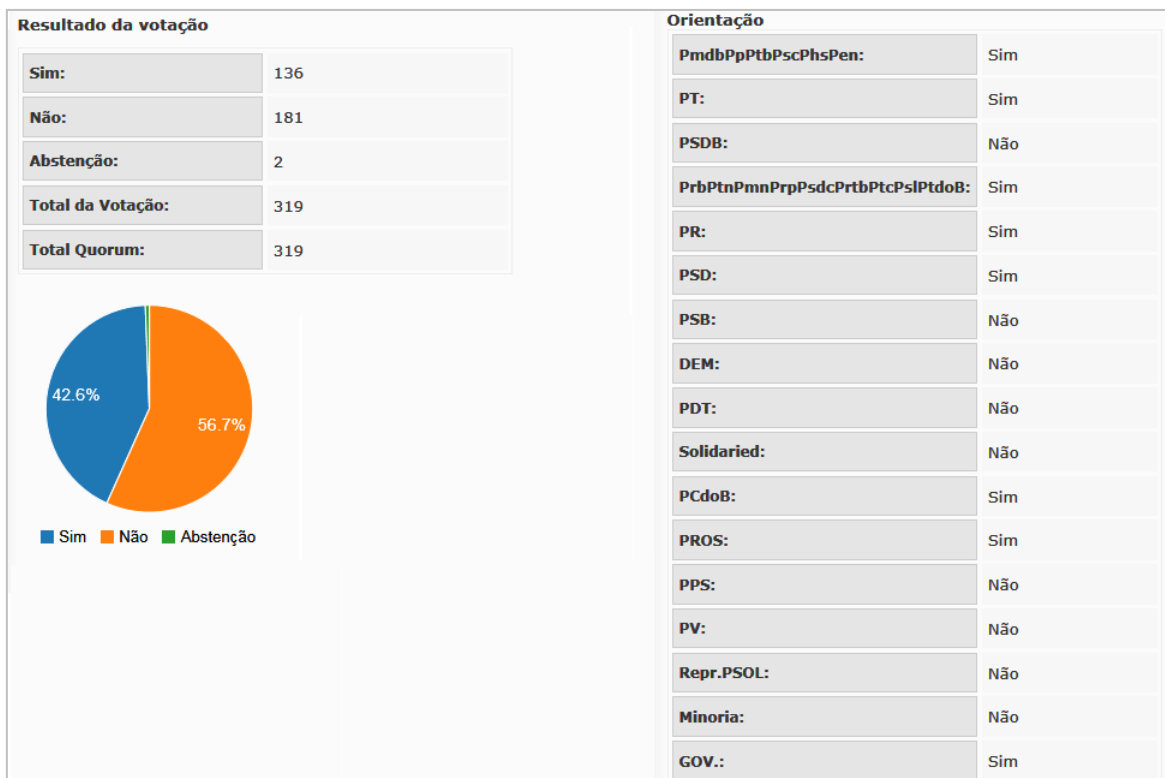 Resultado da votação
Sim: 136
Não: 181
Abstenção: 2
Total da Votação: 319
Total Quorum: 319
42.6%
56.7%
Sim Não Abstenção
Orientação
PmdbPpPtbPscPhsPen: Sim
PT: Sim
PSDB: Não
PrbPtnPmnPrpPsdcPrtbPtcPslPtdoB: Sim
PR: Sim
PSD: Sim
PSB: Não
DEM: Não
PDT: Não
Solidaried: Não
PCdoB: Sim
PROS: Sim
PPS: Não
PV: Não
Repr.PSOL: Não
Minoria: Não
GOV.: Sim